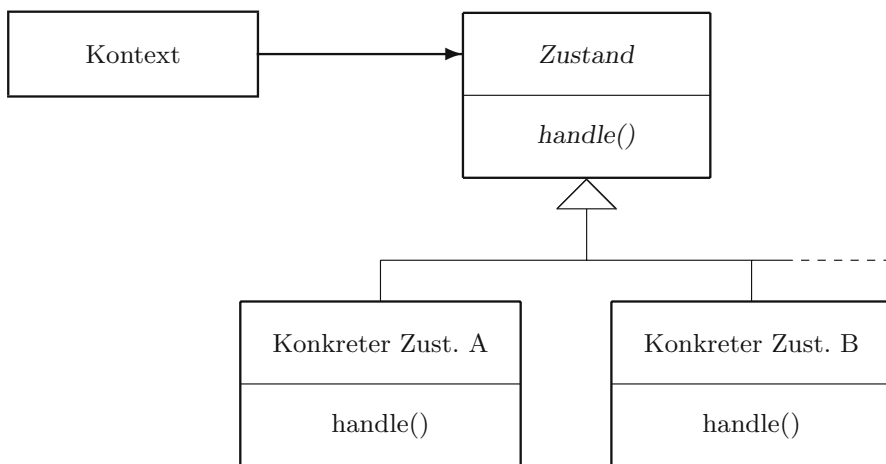 Kontext
Zustand
handle()
Konkreter Zust. A
Konkreter Zust. B
handle()
handle()